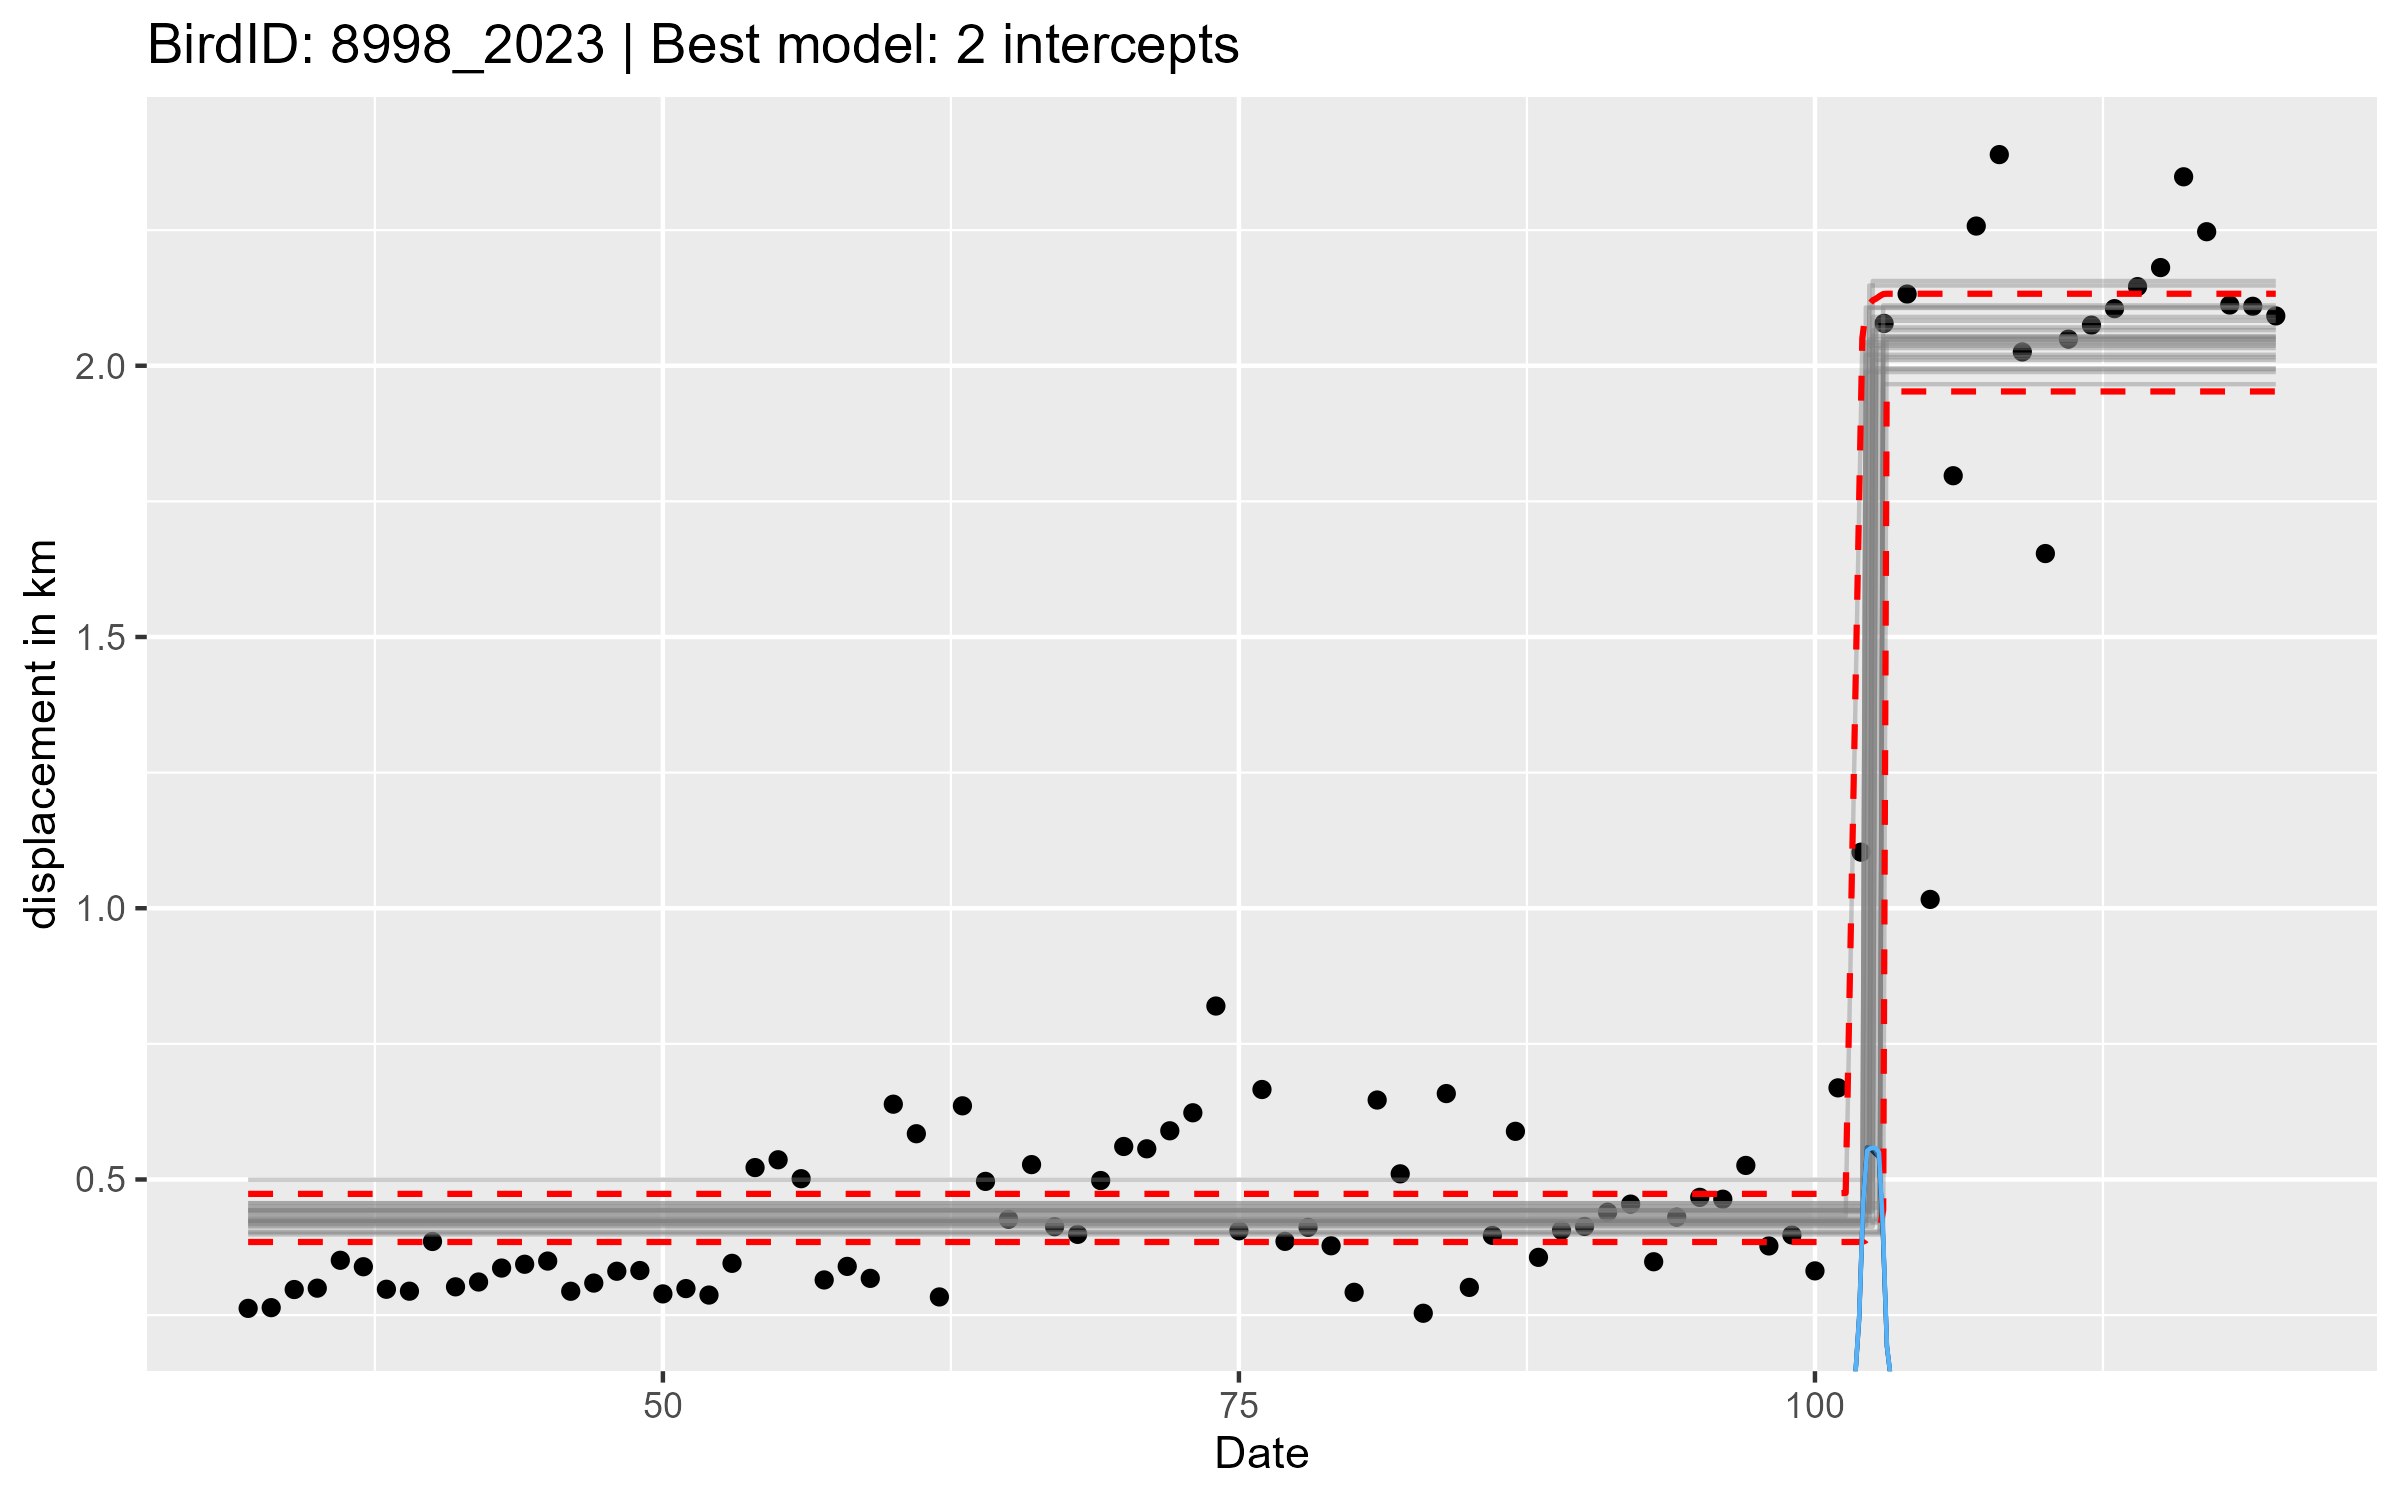 BirdID: 8998_2023 | Best model: 2 intercepts
displacement in km
2.0
1.5
1.0
0.5
50
75
100
Date